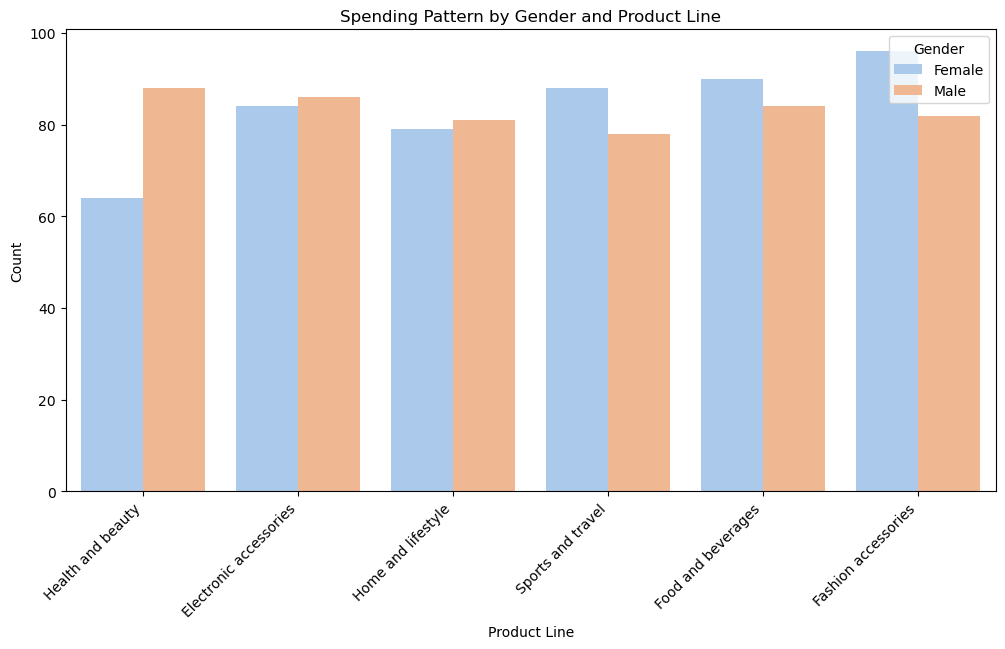 Spending Pattern by Gender and Product Line
Gender
Female
Male
100
80
60
40
20
0
Count
Health and beauty
Electronic accessories
Home and lifestyle
Sports and travel
Food and beverages
Fashion accessories
Product Line